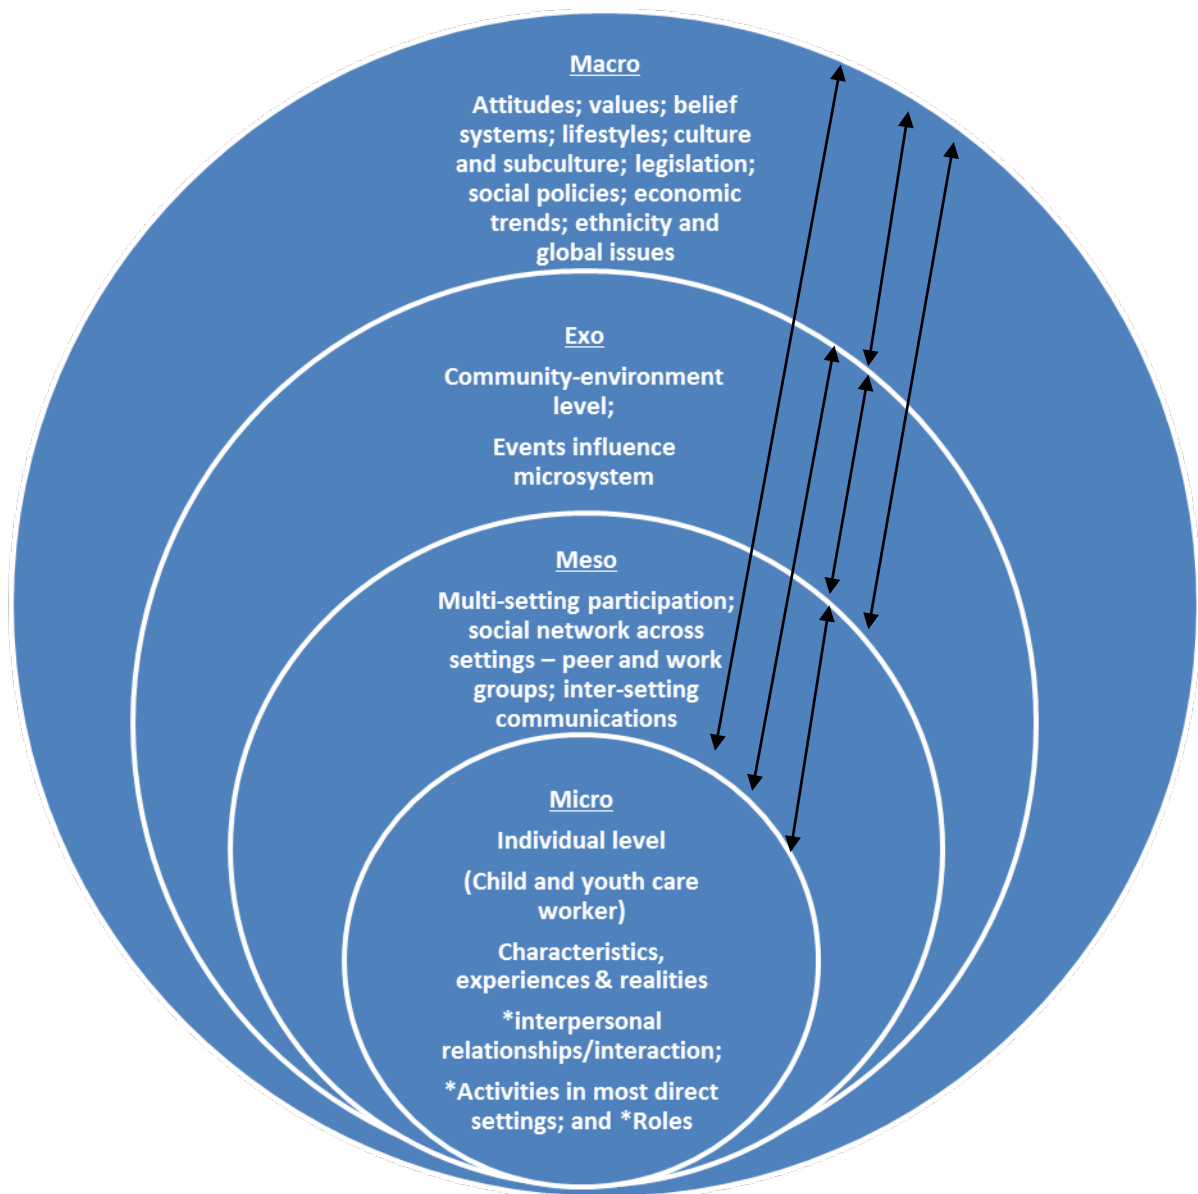 Macro
Attitudes; values; belief
systems; lifestyles; culture
and subculture; legislation;
social policies; economic
trends; ethnicity and
global issues
Exo
Community-environment
level;
Events influence
microsystem
Meso
Multi-setting participation;
social network across
settings – peer and work
groups; inter-setting
communications
Micro
Individual level
(Child and youth care
worker)
Characteristics,
experiences & realities
*interpersonal
relationships/interaction;
*Activities in most direct
settings; and *Roles